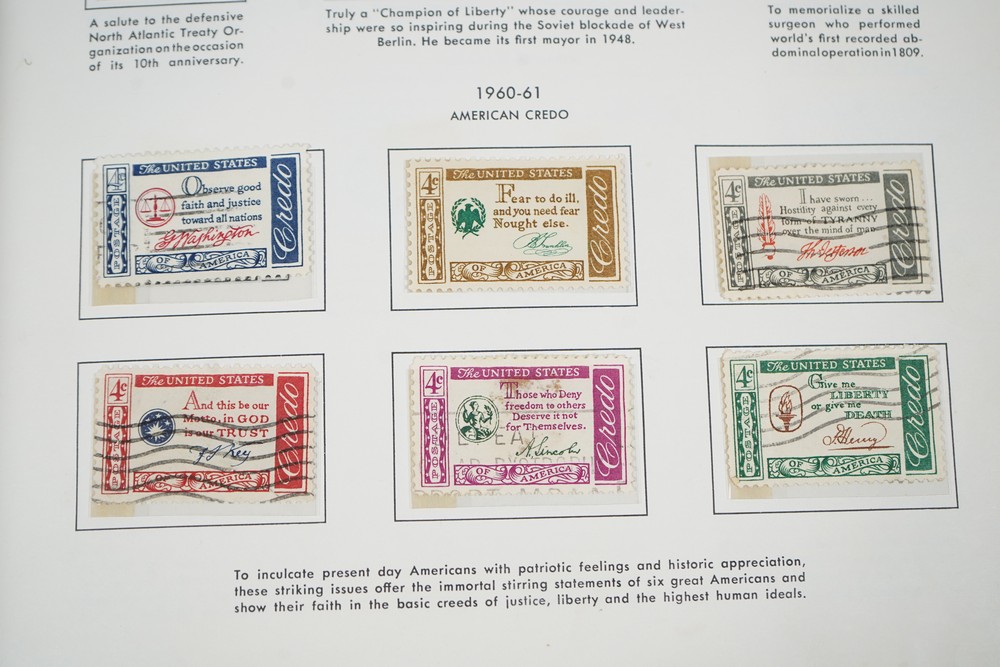 A salute to the defensive
North Atlantic Treaty Or-
ganization on the occasion
of its 10th anniversary.
Truly a "Champion of Liberty" whose courage and leader-
ship were so inspiring during the Soviet blockade of West
Berlin. He became its first mayor in 1948.
To memorialize a skilled
surgeon who performed
world's first recorded ab-
dominal operation in 1809.
1960-61
AMERICAN CREDO
4c
The UNITED STATES
POSTAGE
Observe good
faith and justice
toward all nations
G Washington
OF AMERICA
Credo
4c
The UNITED STATES
POSTAGE
Fear to do ill,
and you need fear
Nought else.
B Franklin
OF AMERICA
Credo
4c
The UNITED STATES
POSTAGE
I have sworn...
Hostility against every
form of TYRANNY
over the mind of man
Th Jefferson
OF AMERICA
Credo
4c
The UNITED STATES
POSTAGE
And this be our
Motto, in GOD
is our TRUST
F S Key
OF AMERICA
Credo
4c
The UNITED STATES
POSTAGE
Those who Deny
freedom to others
Deserve it not
for Themselves.
A. Lincoln
OF AMERICA
Credo
4c
The UNITED STATES
POSTAGE
Give me
LIBERTY
or give me
DEATH
P Henry
OF AMERICA
Credo
To inculcate present day Americans with patriotic feelings and historic appreciation,
these striking issues offer the immortal stirring statements of six great Americans and
show their faith in the basic creeds of justice, liberty and the highest human ideals.